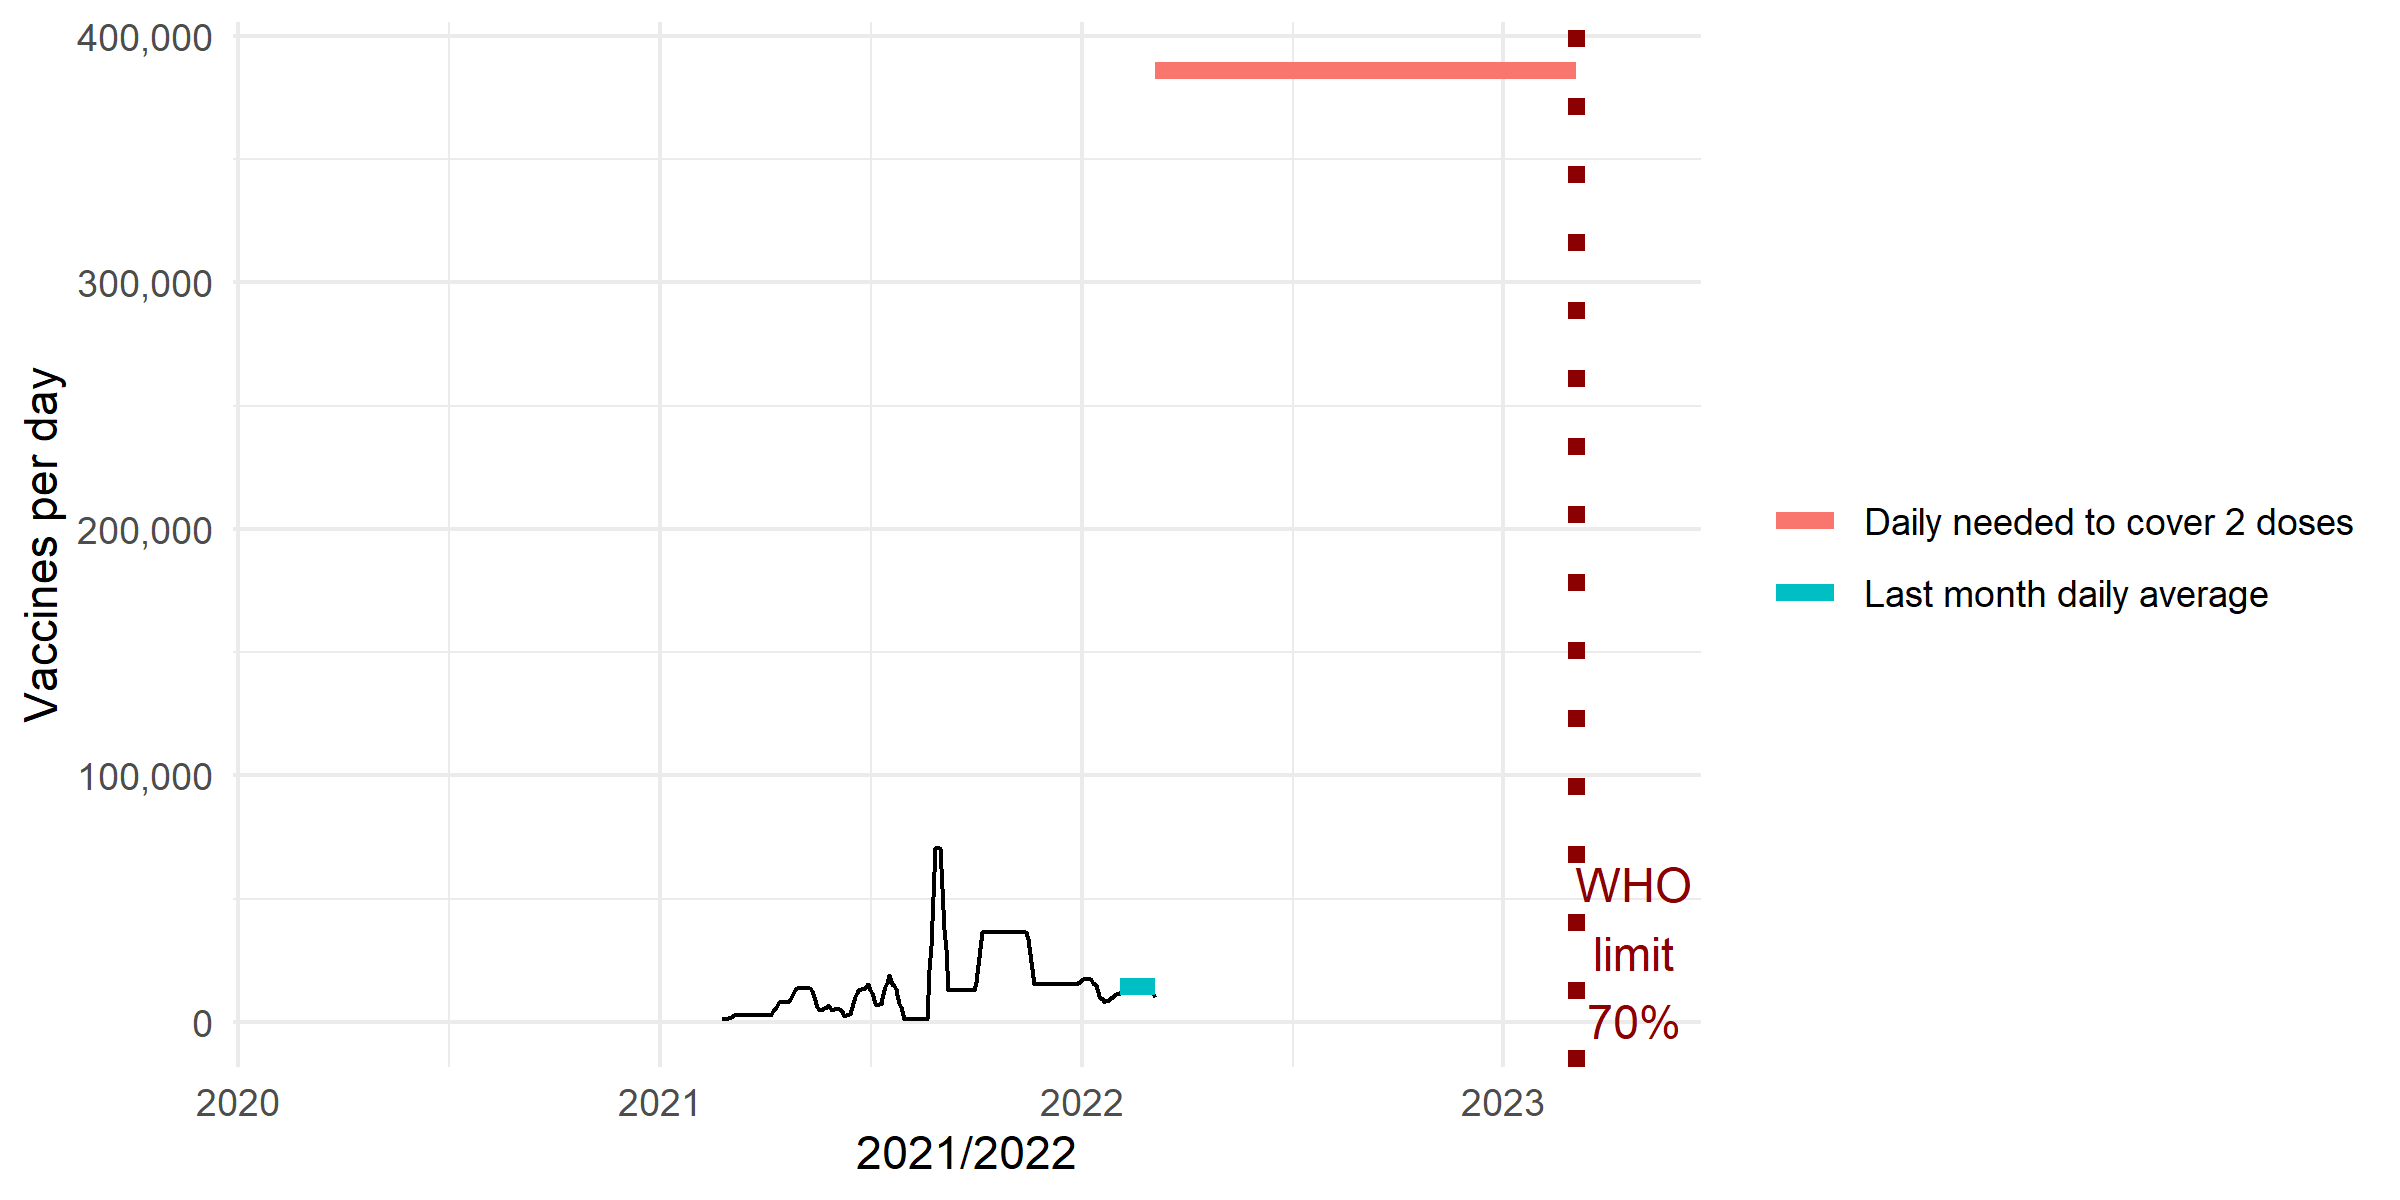 400,000
300,000
200,000
100,000
0
Vaccines per day
2020
2021
2022
2023
2021/2022
WHO
limit
70%
Daily needed to cover 2 doses
Last month daily average